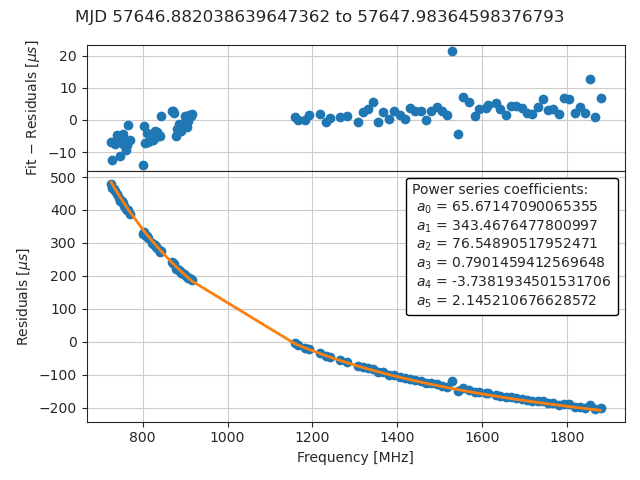 MJD 57646.882038639647362 to 57647.98364598376793
Fit − Residuals [μs]
20
10
0
−10
Residuals [μs]
500
400
300
200
100
0
−100
−200
Power series coefficients:
a0 = 65.67147090065355
a1 = 343.4676477800997
a2 = 76.54890517952471
a3 = 0.7901459412569648
a4 = -3.7381934501531706
a5 = 2.145210676628572
800 1000 1200 1400 1600 1800
Frequency [MHz]